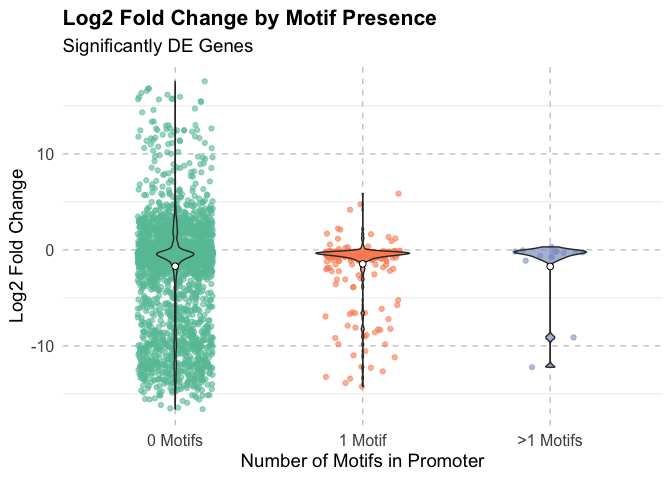 Log2 Fold Change by Motif Presence
Significantly DE Genes
Log2 Fold Change
10
0
-10
0 Motifs
1 Motif
>1 Motifs
Number of Motifs in Promoter